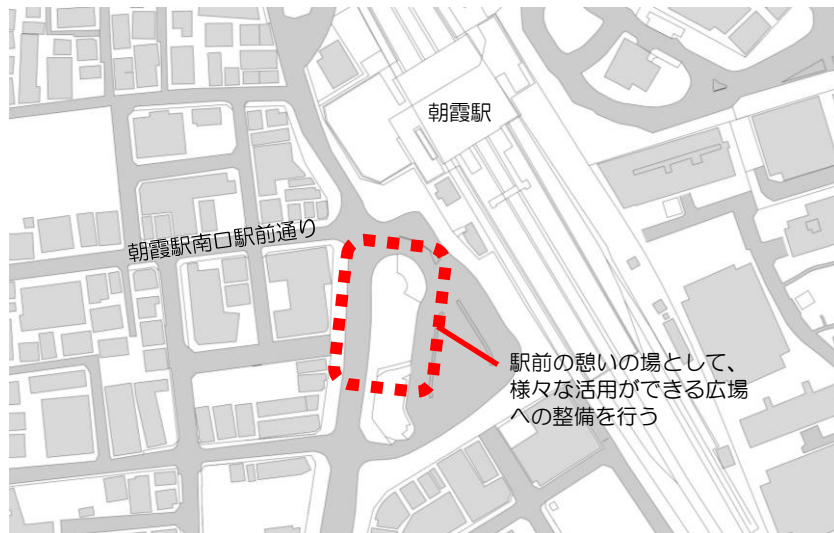 朝霞駅
朝霞駅南口駅前通り
駅前の憩いの場として、
様々な活用ができる広場
への整備を行う